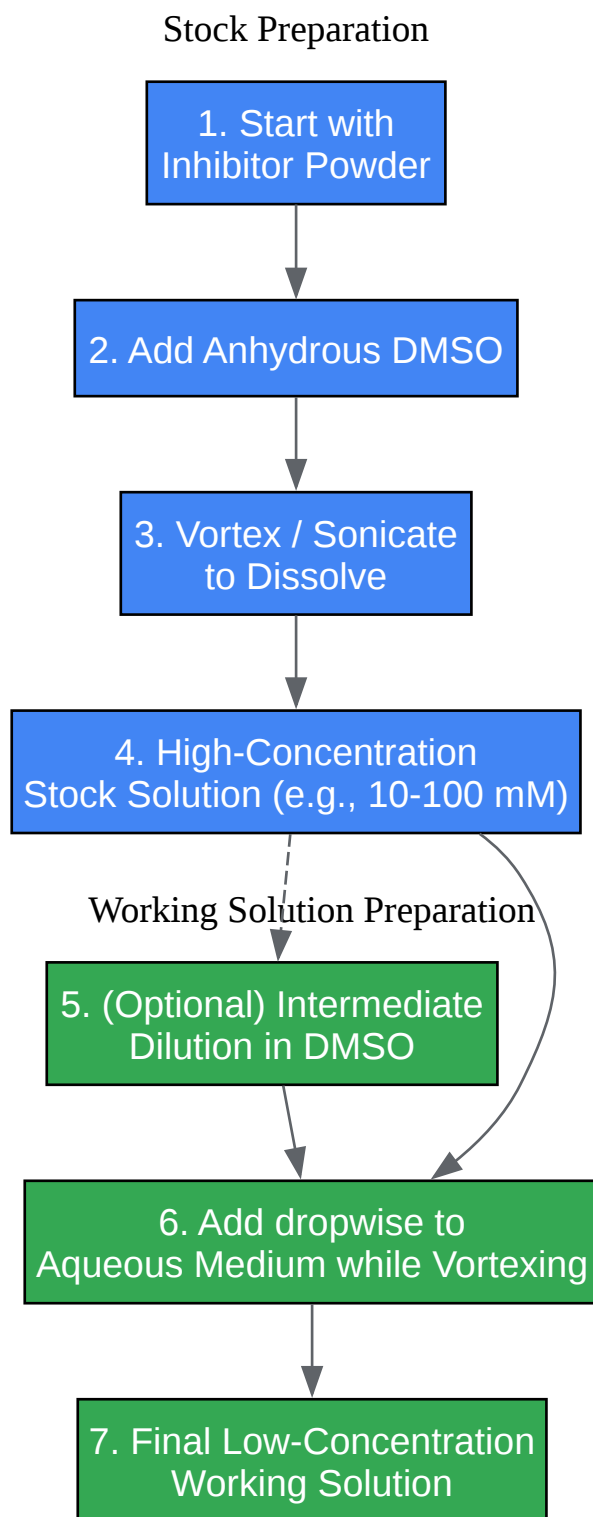 Stock Preparation
1. Start with
Inhibitor Powder
2. Add Anhydrous DMSO
3. Vortex / Sonicate
to Dissolve
4. High-Concentration
Stock Solution (e.g., 10-100 mM)
Working Solution Preparation
5. (Optional) Intermediate
Dilution in DMSO
6. Add dropwise to
Aqueous Medium while Vortexing
7. Final Low-Concentration
Working Solution